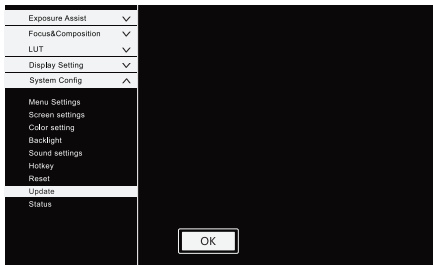 Exposure Assist
Focus&Composition
LUT
Display Setting
System Config
Menu Settings
Screen settings
Color setting
Backlight
Sound settings
Hotkey
Reset
Update
Status
OK